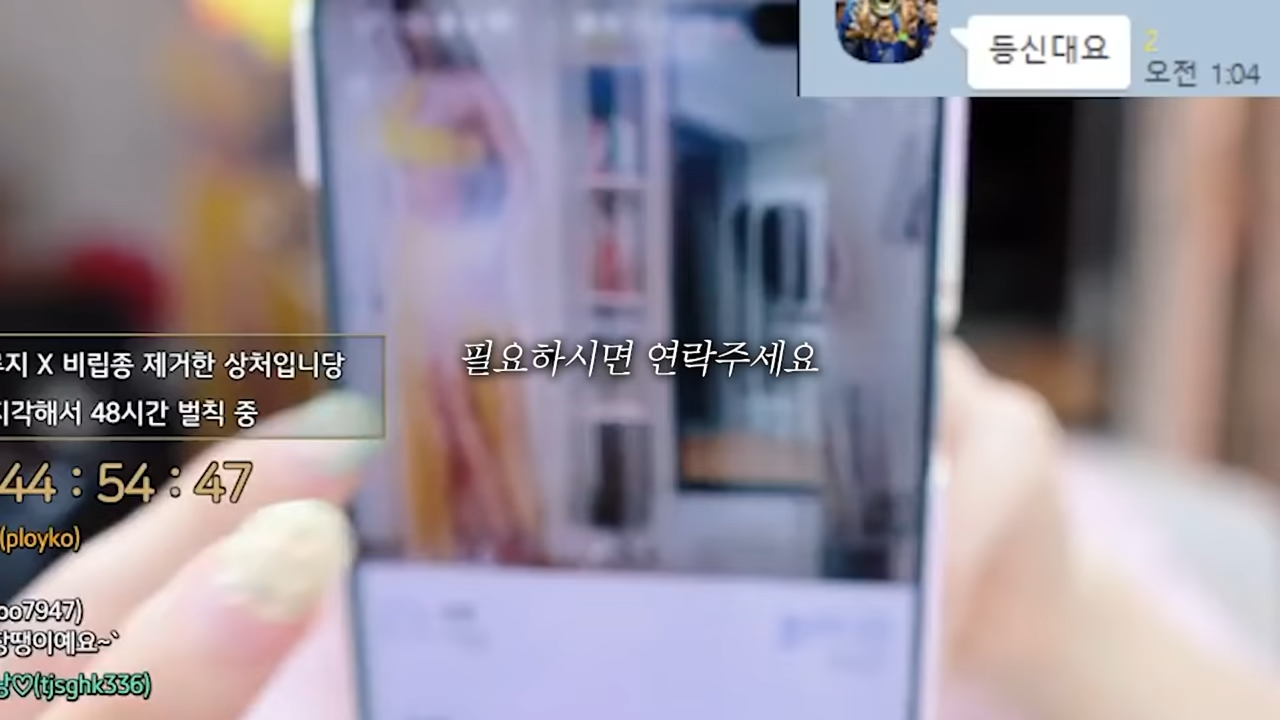 등신대요
2
오전 1:04
필요하시면 연락주세요
지 X 비립종 제거한 상처입니당
지각해서 48시간 벌칙 중
44 : 54 : 47
(ployko)
oo7947)
땡이예요~`
♡(tjsghk336)